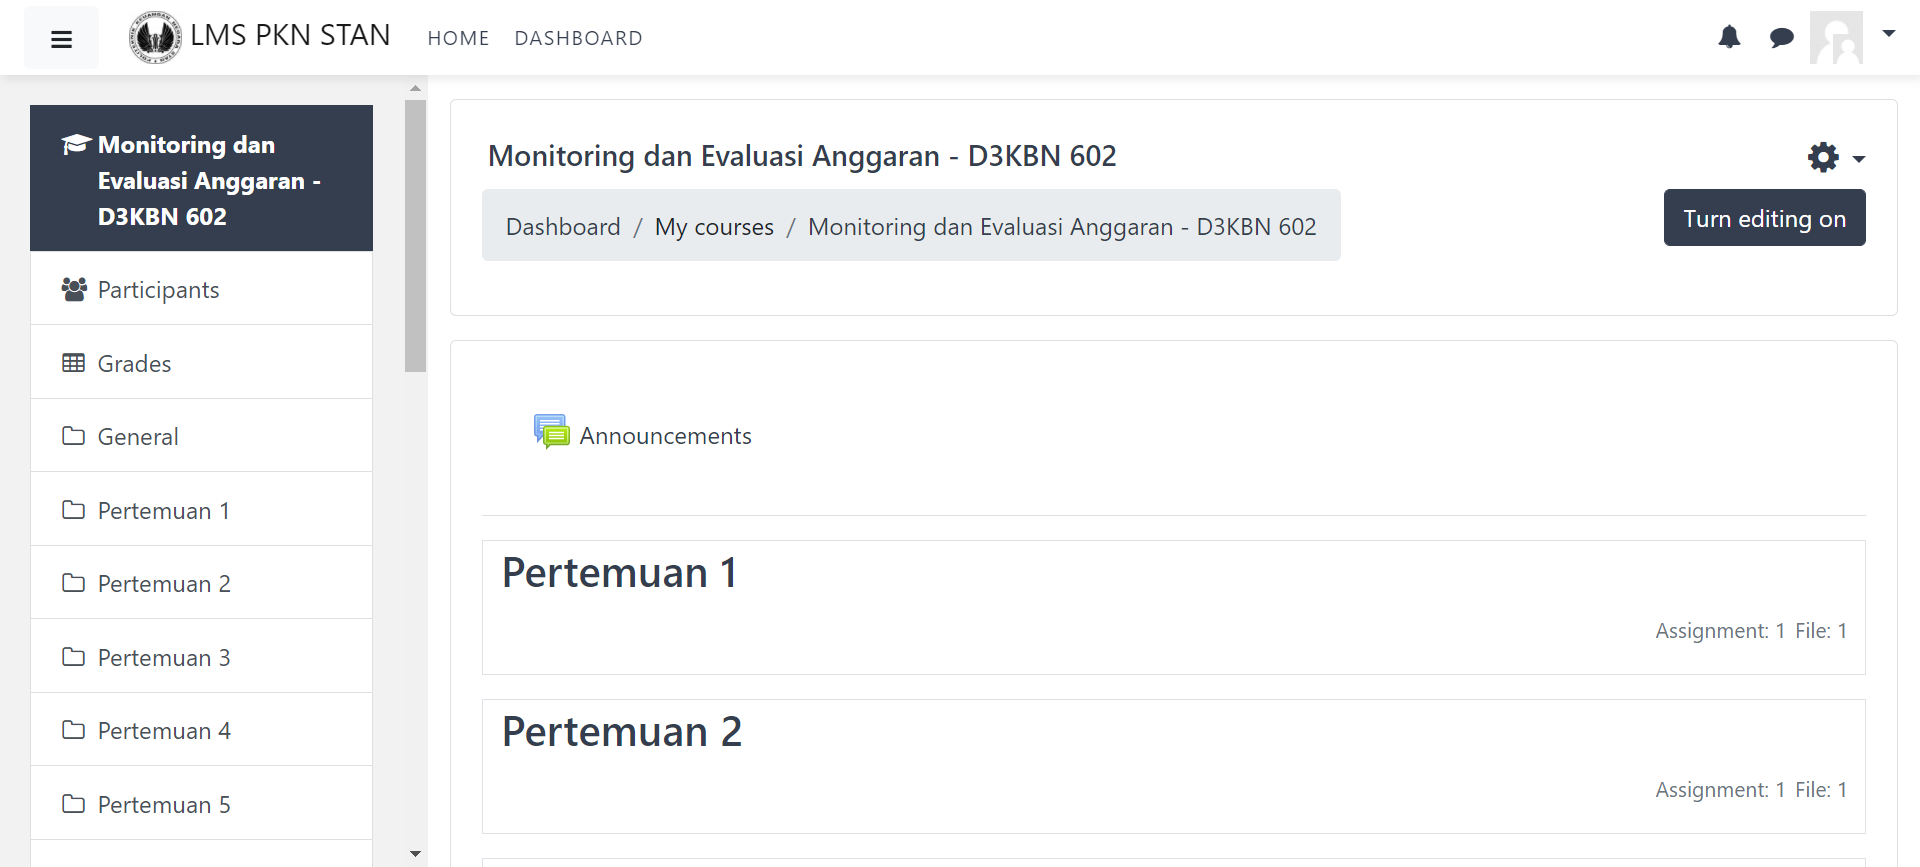 LMS PKN STAN HOME DASHBOARD
Monitoring dan
Evaluasi Anggaran -
D3KBN 602
Participants
Grades
General
Pertemuan 1
Pertemuan 2
Pertemuan 3
Pertemuan 4
Pertemuan 5
Monitoring dan Evaluasi Anggaran - D3KBN 602
Dashboard / My courses / Monitoring dan Evaluasi Anggaran - D3KBN 602
Turn editing on
Announcements
Pertemuan 1
Assignment: 1 File: 1
Pertemuan 2
Assignment: 1 File: 1